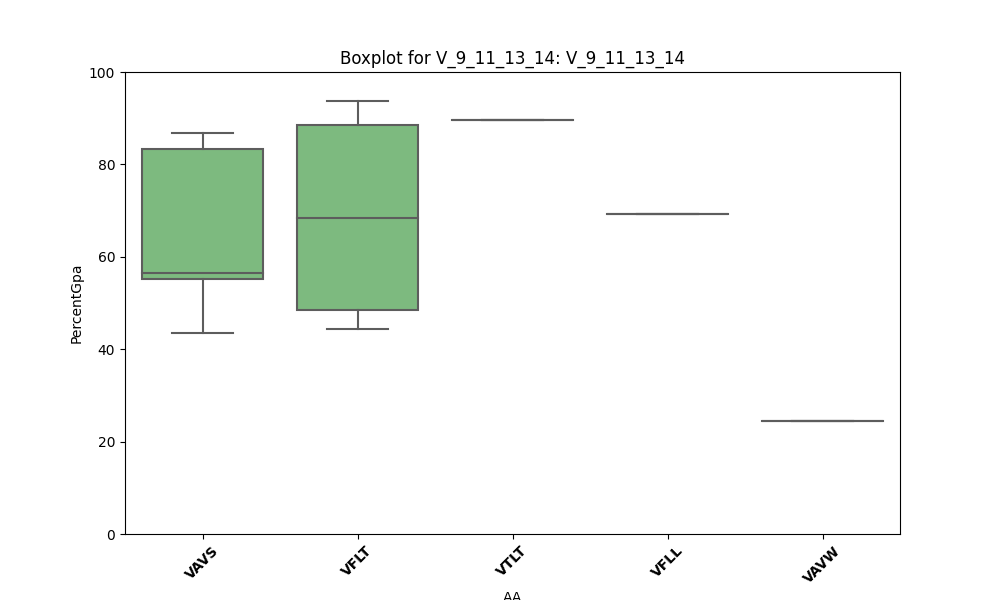 Boxplot for V_9_11_13_14: V_9_11_13_14
100
80
60
40
20
0
PercentGpa
VAVS
VFLT
VTLT
VFLL
VAVW
AA